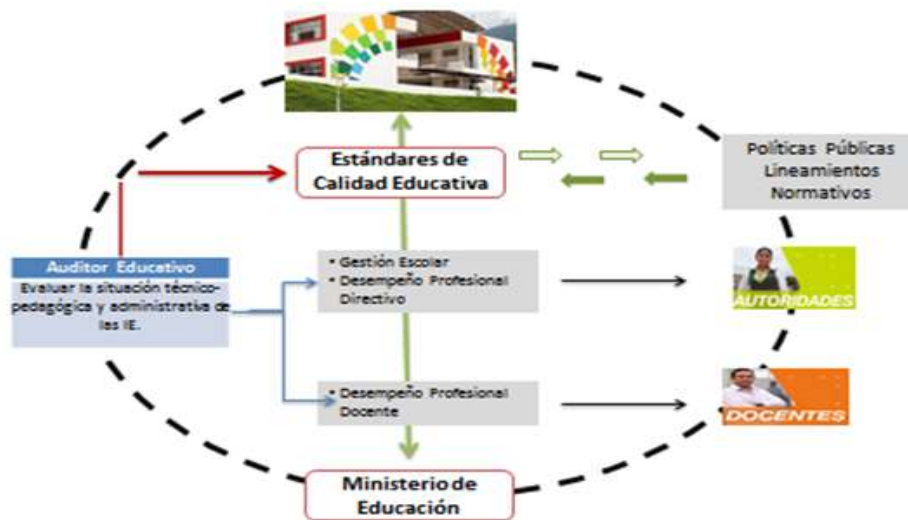 Estándares de
Calidad Educativa
Políticas Públicas
Lineamientos
Normativos
Auditor Educativo
Evaluar la situación técnico-
pedagógica y administrativa de
las IE.
• Gestión Escolar
• Desempeño Profesional
Directivo
AUTORIDADES
• Desempeño Profesional
Docente
DOCENTES
Ministerio de
Educación